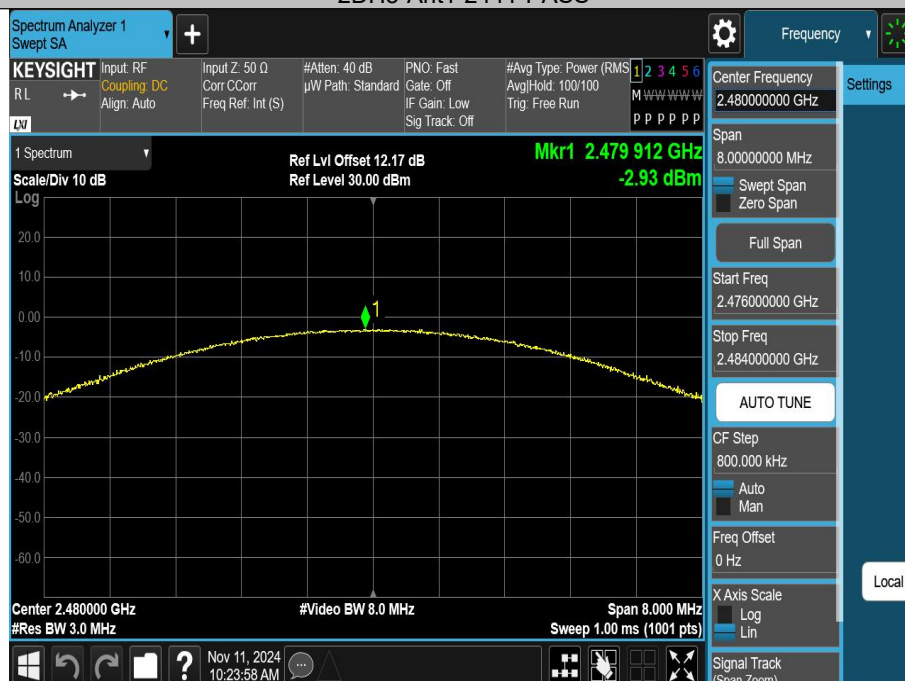 Spectrum Analyzer 1
Swept SA
Frequency
KEYSIGHT
RL
LXI
Input: RF
Coupling: DC
Align: Auto
Input Z: 50 Ω
Corr CCorr
Freq Ref: Int (S)
#Atten: 40 dB
µW Path: Standard
PNO: Fast
Gate: Off
IF Gain: Low
Sig Track: Off
#Avg Type: Power (RMS
Avg|Hold: 100/100
Trig: Free Run
1 2 3 4 5 6
M W W W W W
P P P P P P
1 Spectrum
Scale/Div 10 dB
Log
Ref Lvl Offset 12.17 dB
Ref Level 30.00 dBm
Mkr1 2.479 912 GHz
-2.93 dBm
20.0
10.0
0.00
-10.0
-20.0
-30.0
-40.0
-50.0
-60.0
1
Center 2.480000 GHz
#Res BW 3.0 MHz
#Video BW 8.0 MHz
Span 8.000 MHz
Sweep 1.00 ms (1001 pts)
Nov 11, 2024
10:23:58 AM
Center Frequency
2.480000000 GHz
Span
8.00000000 MHz
Swept Span
Zero Span
Full Span
Start Freq
2.476000000 GHz
Stop Freq
2.484000000 GHz
AUTO TUNE
CF Step
800.000 kHz
Auto
Man
Freq Offset
0 Hz
X Axis Scale
Log
Lin
Signal Track
(Span Zoom)
Settings
Local